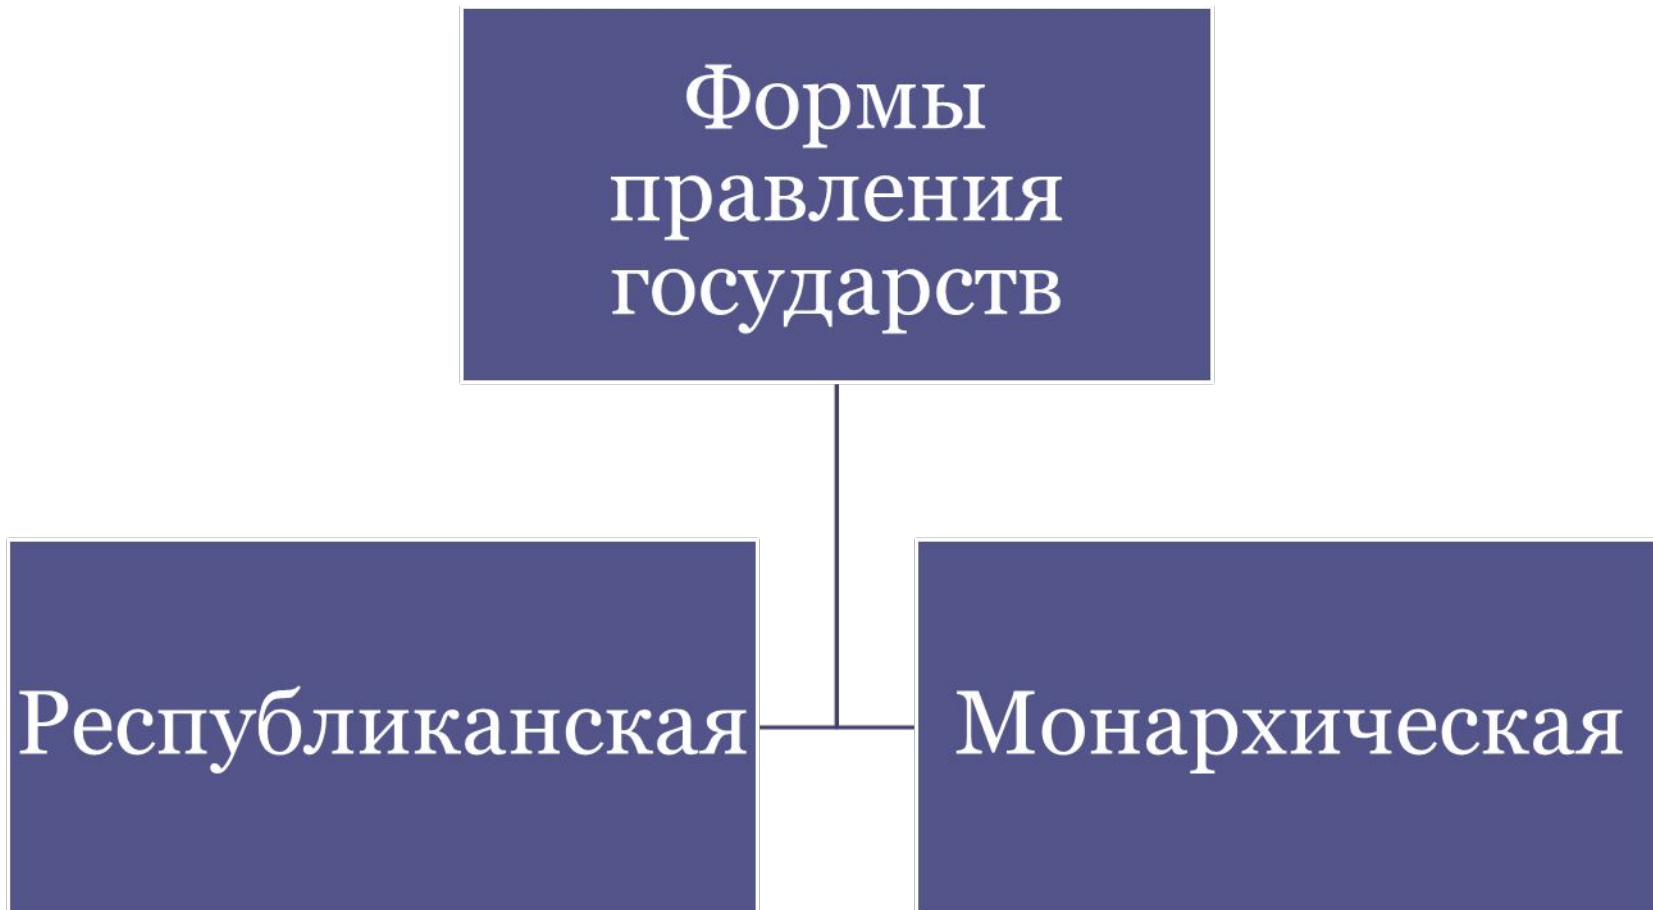 Формы
правления
государств
Республиканская
Монархическая